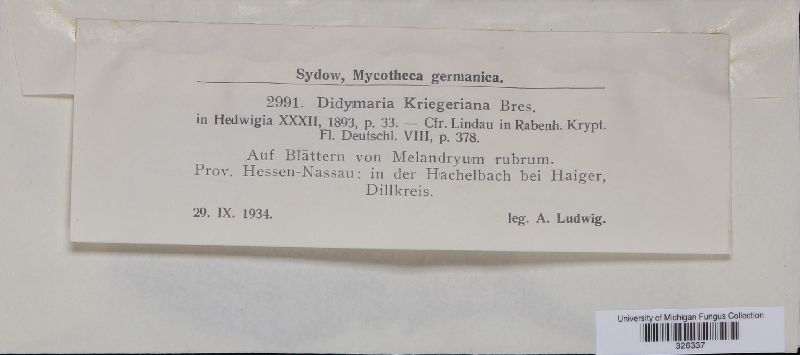 Sydow, Mycotheca germanica.
2991. Didymaria Kriegeriana Bres.
in Hedwigia XXXII, 1893, p. 33. — Cfr. Lindau in Rabenh. Krypt.
Fl. Deutschl. VIII, p. 378.
Auf Blättern von Melandryum rubrum.
Prov. Hessen-Nassau: in der Hachelbach bei Haiger,
Dillkreis.
29. IX. 1934. leg. A. Ludwig.
University of Michigan Fungus Collection
326337